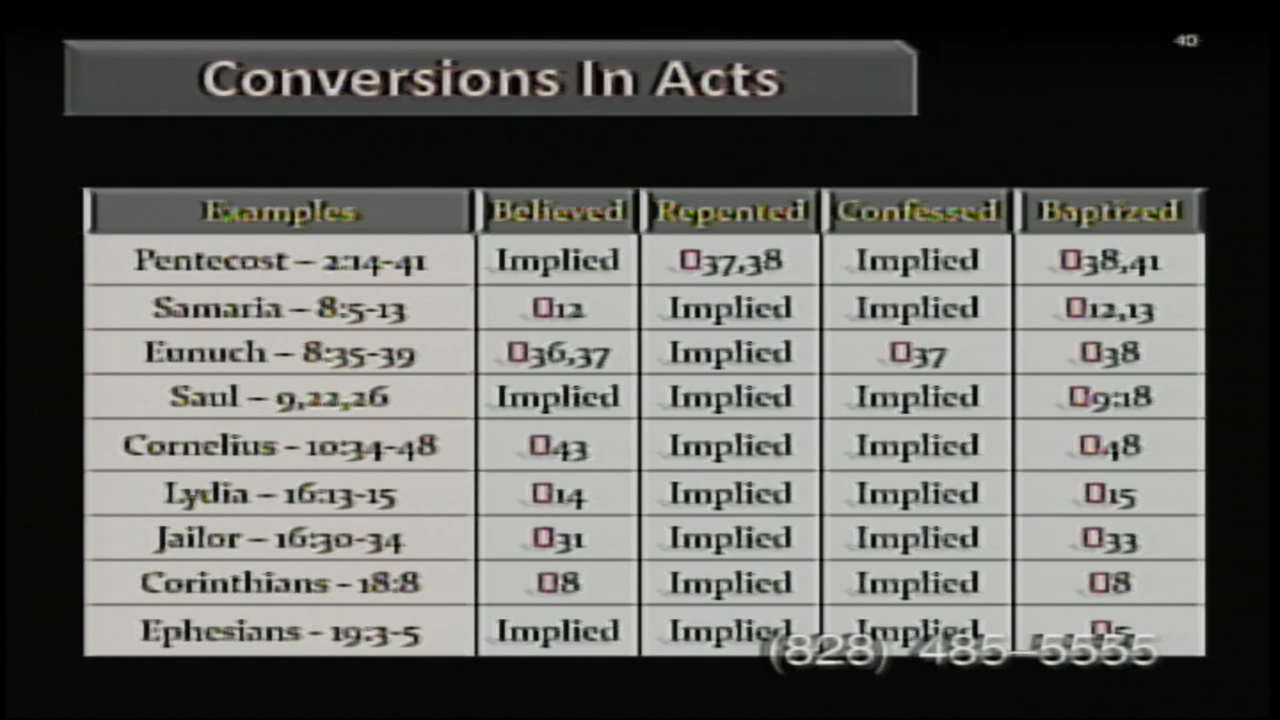 40
Conversions In Acts
Examples Believed Repented Confessed Baptized
Pentecost – 2:14-41 Implied 37,38 Implied 38,41
Samaria – 8:5-13 12 Implied Implied 12,13
Eunuch – 8:35-39 36,37 Implied 37 38
Saul – 9,22,26 Implied Implied Implied 9:18
Cornelius - 10:34-48 43 Implied Implied 48
Lydia – 16:13-15 14 Implied Implied 15
Jailor – 16:30-34 31 Implied Implied 33
Corinthians - 18:8 8 Implied Implied 8
Ephesians - 19:3-5 Implied Implied Implied 5
(828) 485-5555